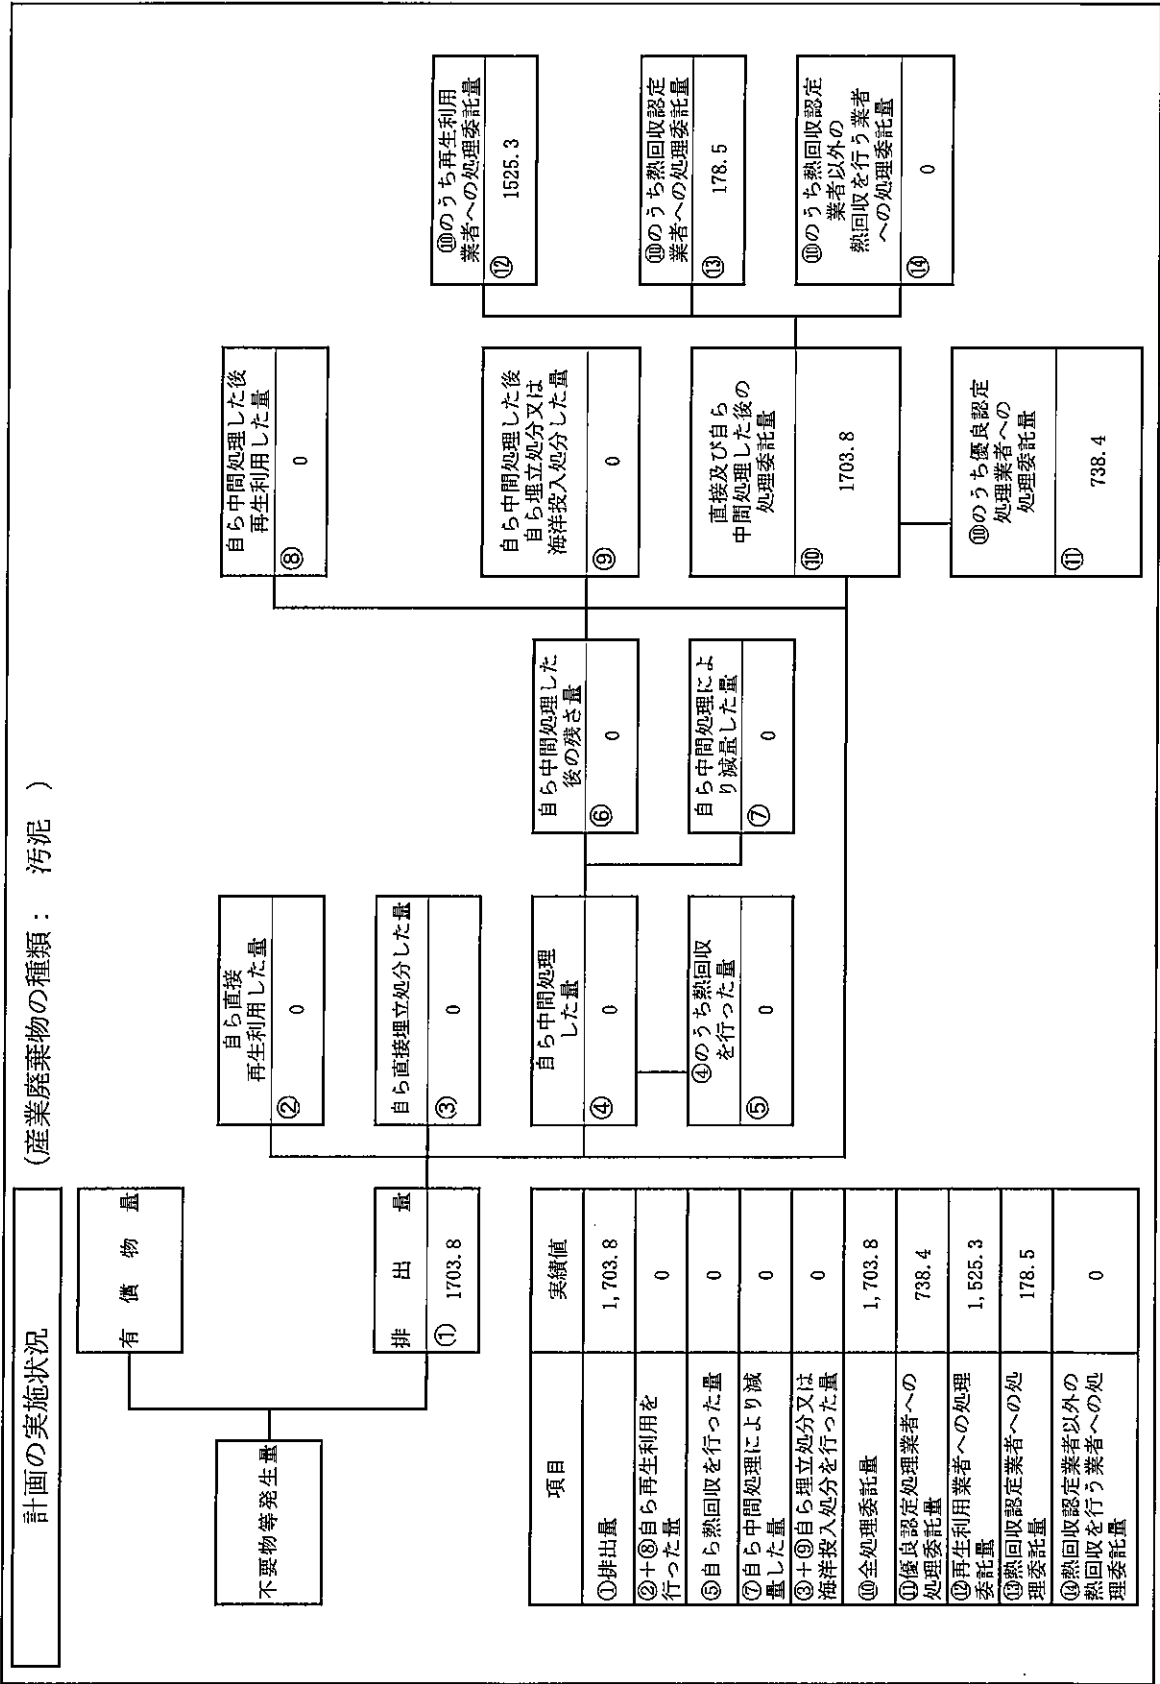 計画の実施状況
（産業廃棄物の種類： 汚泥 ）
不要物等発生量
有 償 物 量
排 出 量
① 1703.8
自ら直接
再生利用した量
② 0
自ら直接埋立処分した量
③ 0
自ら中間処理
した量
④ 0
④のうち熱回収
を行った量
⑤ 0
自ら中間処理した
後の残さ量
⑥ 0
自ら中間処理によ
り減量した量
⑦ 0
自ら中間処理した後
再生利用した量
⑧ 0
自ら中間処理した後
自ら埋立処分又は
海洋投入処分した量
⑨ 0
直接及び自ら
中間処理した後の
処理委託量
⑩ 1703.8
⑩のうち優良認定
処理業者への
処理委託量
⑪ 738.4
⑩のうち再生利用
業者への処理委託量
⑫ 1525.3
⑩のうち熱回収認定
業者への処理委託量
⑬ 178.5
⑩のうち熱回収認定
業者以外の
熱回収を行う業者
への処理委託量
⑭ 0
項目 実績値
①排出量 1,703.8
②+⑧自ら再生利用を
行った量 0
⑤自ら熱回収を行った量 0
⑦自ら中間処理により減
量した量 0
③+⑨自ら埋立処分又は
海洋投入処分を行った量 0
⑩全処理委託量 1,703.8
⑪優良認定処理業者への
処理委託量 738.4
⑫再生利用業者への処理
委託量 1,525.3
⑬熱回収認定業者への処
理委託量 178.5
⑭熱回収認定業者以外の
熱回収を行う業者への処
理委託量 0